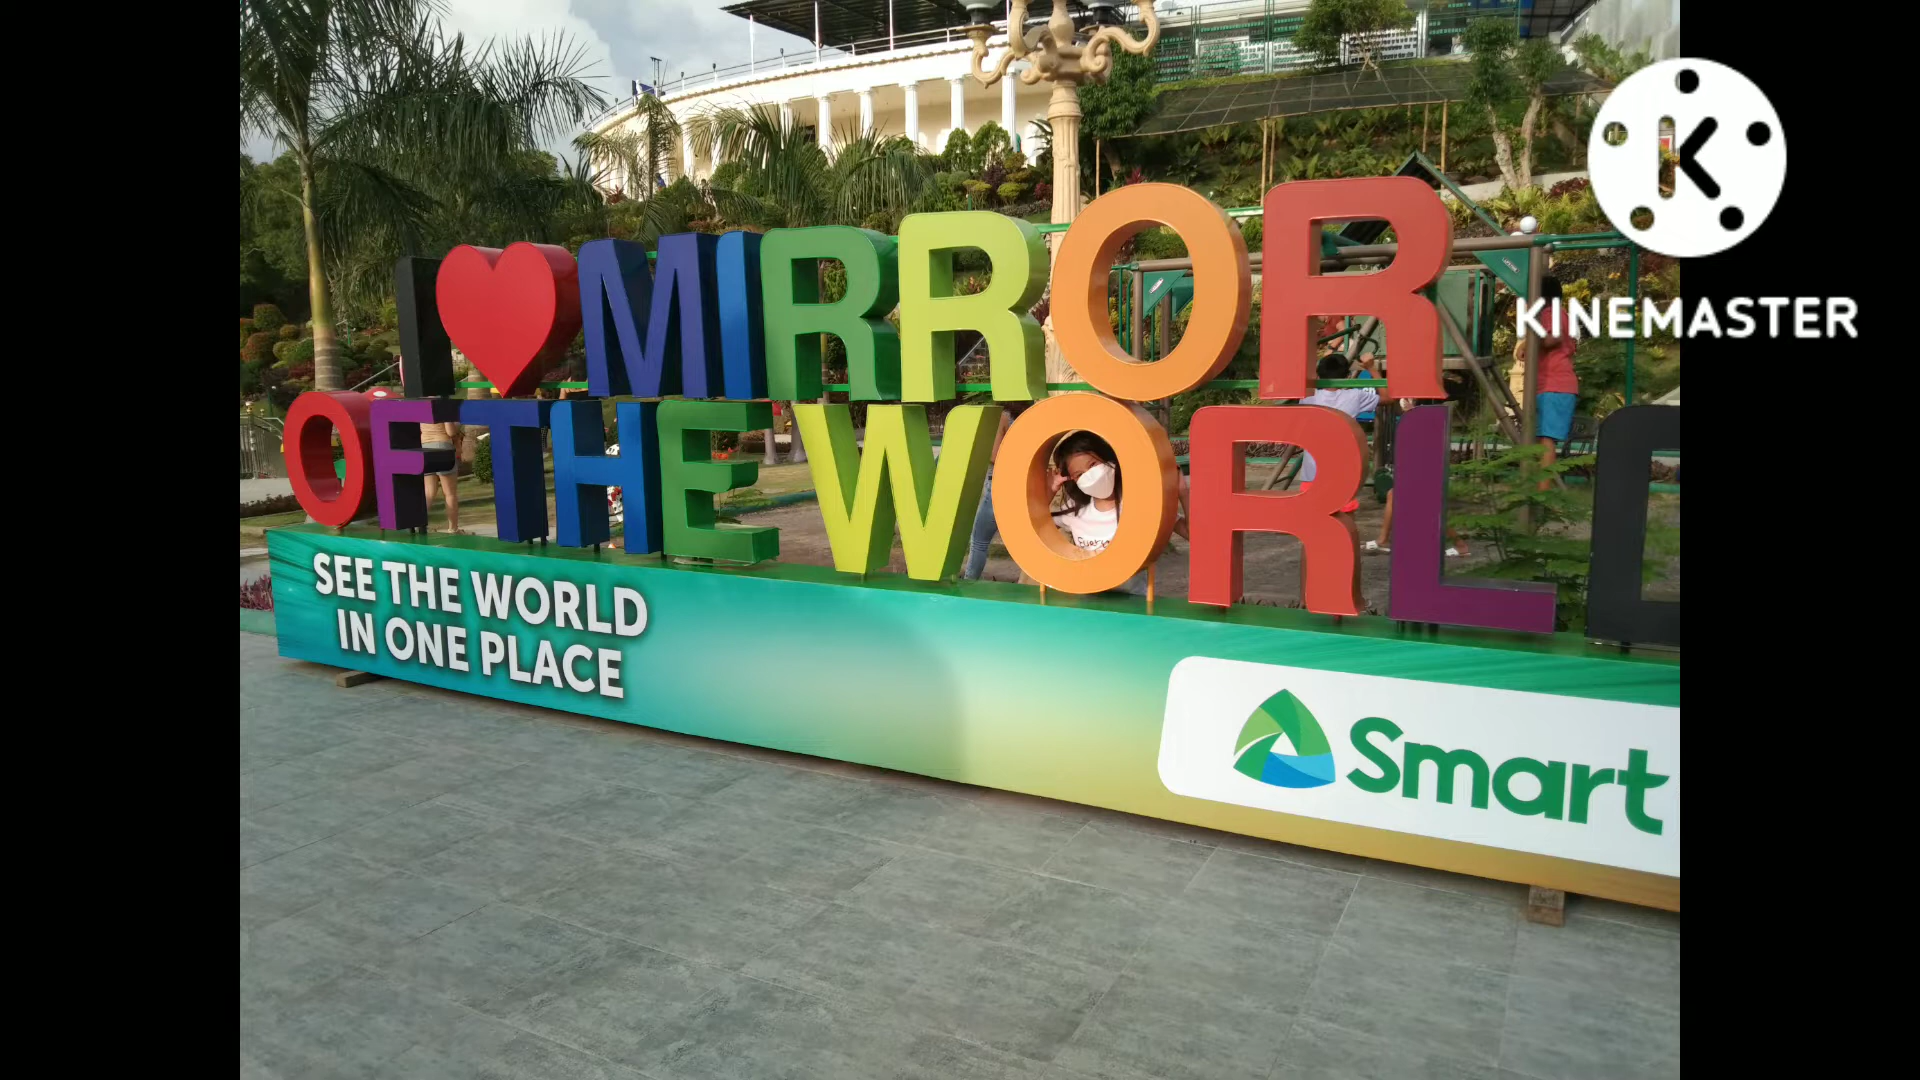 I ❤ MIRROR
OF THE WORLD
SEE THE WORLD
IN ONE PLACE
Smart
KINEMASTER